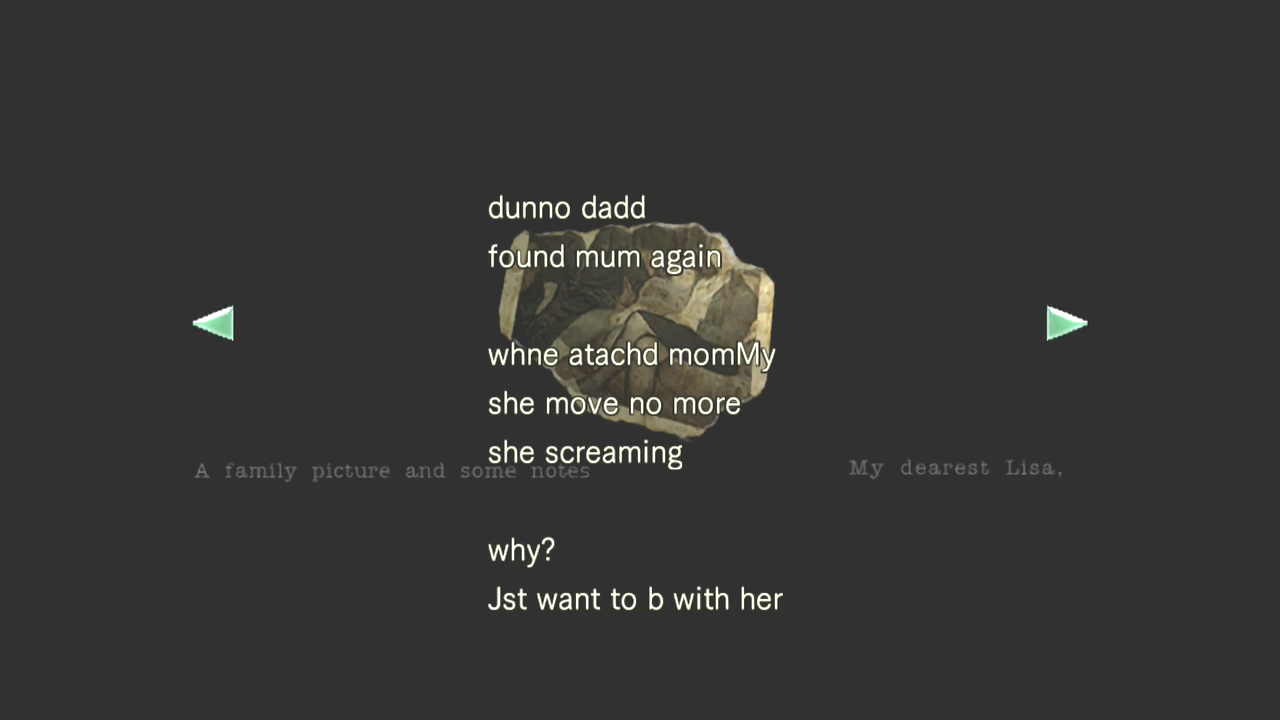 dunno dadd
found mum again
whne atachd momMy
she move no more
she screaming
A family picture and some notes
My dearest Lisa,
why?
Jst want to b with her